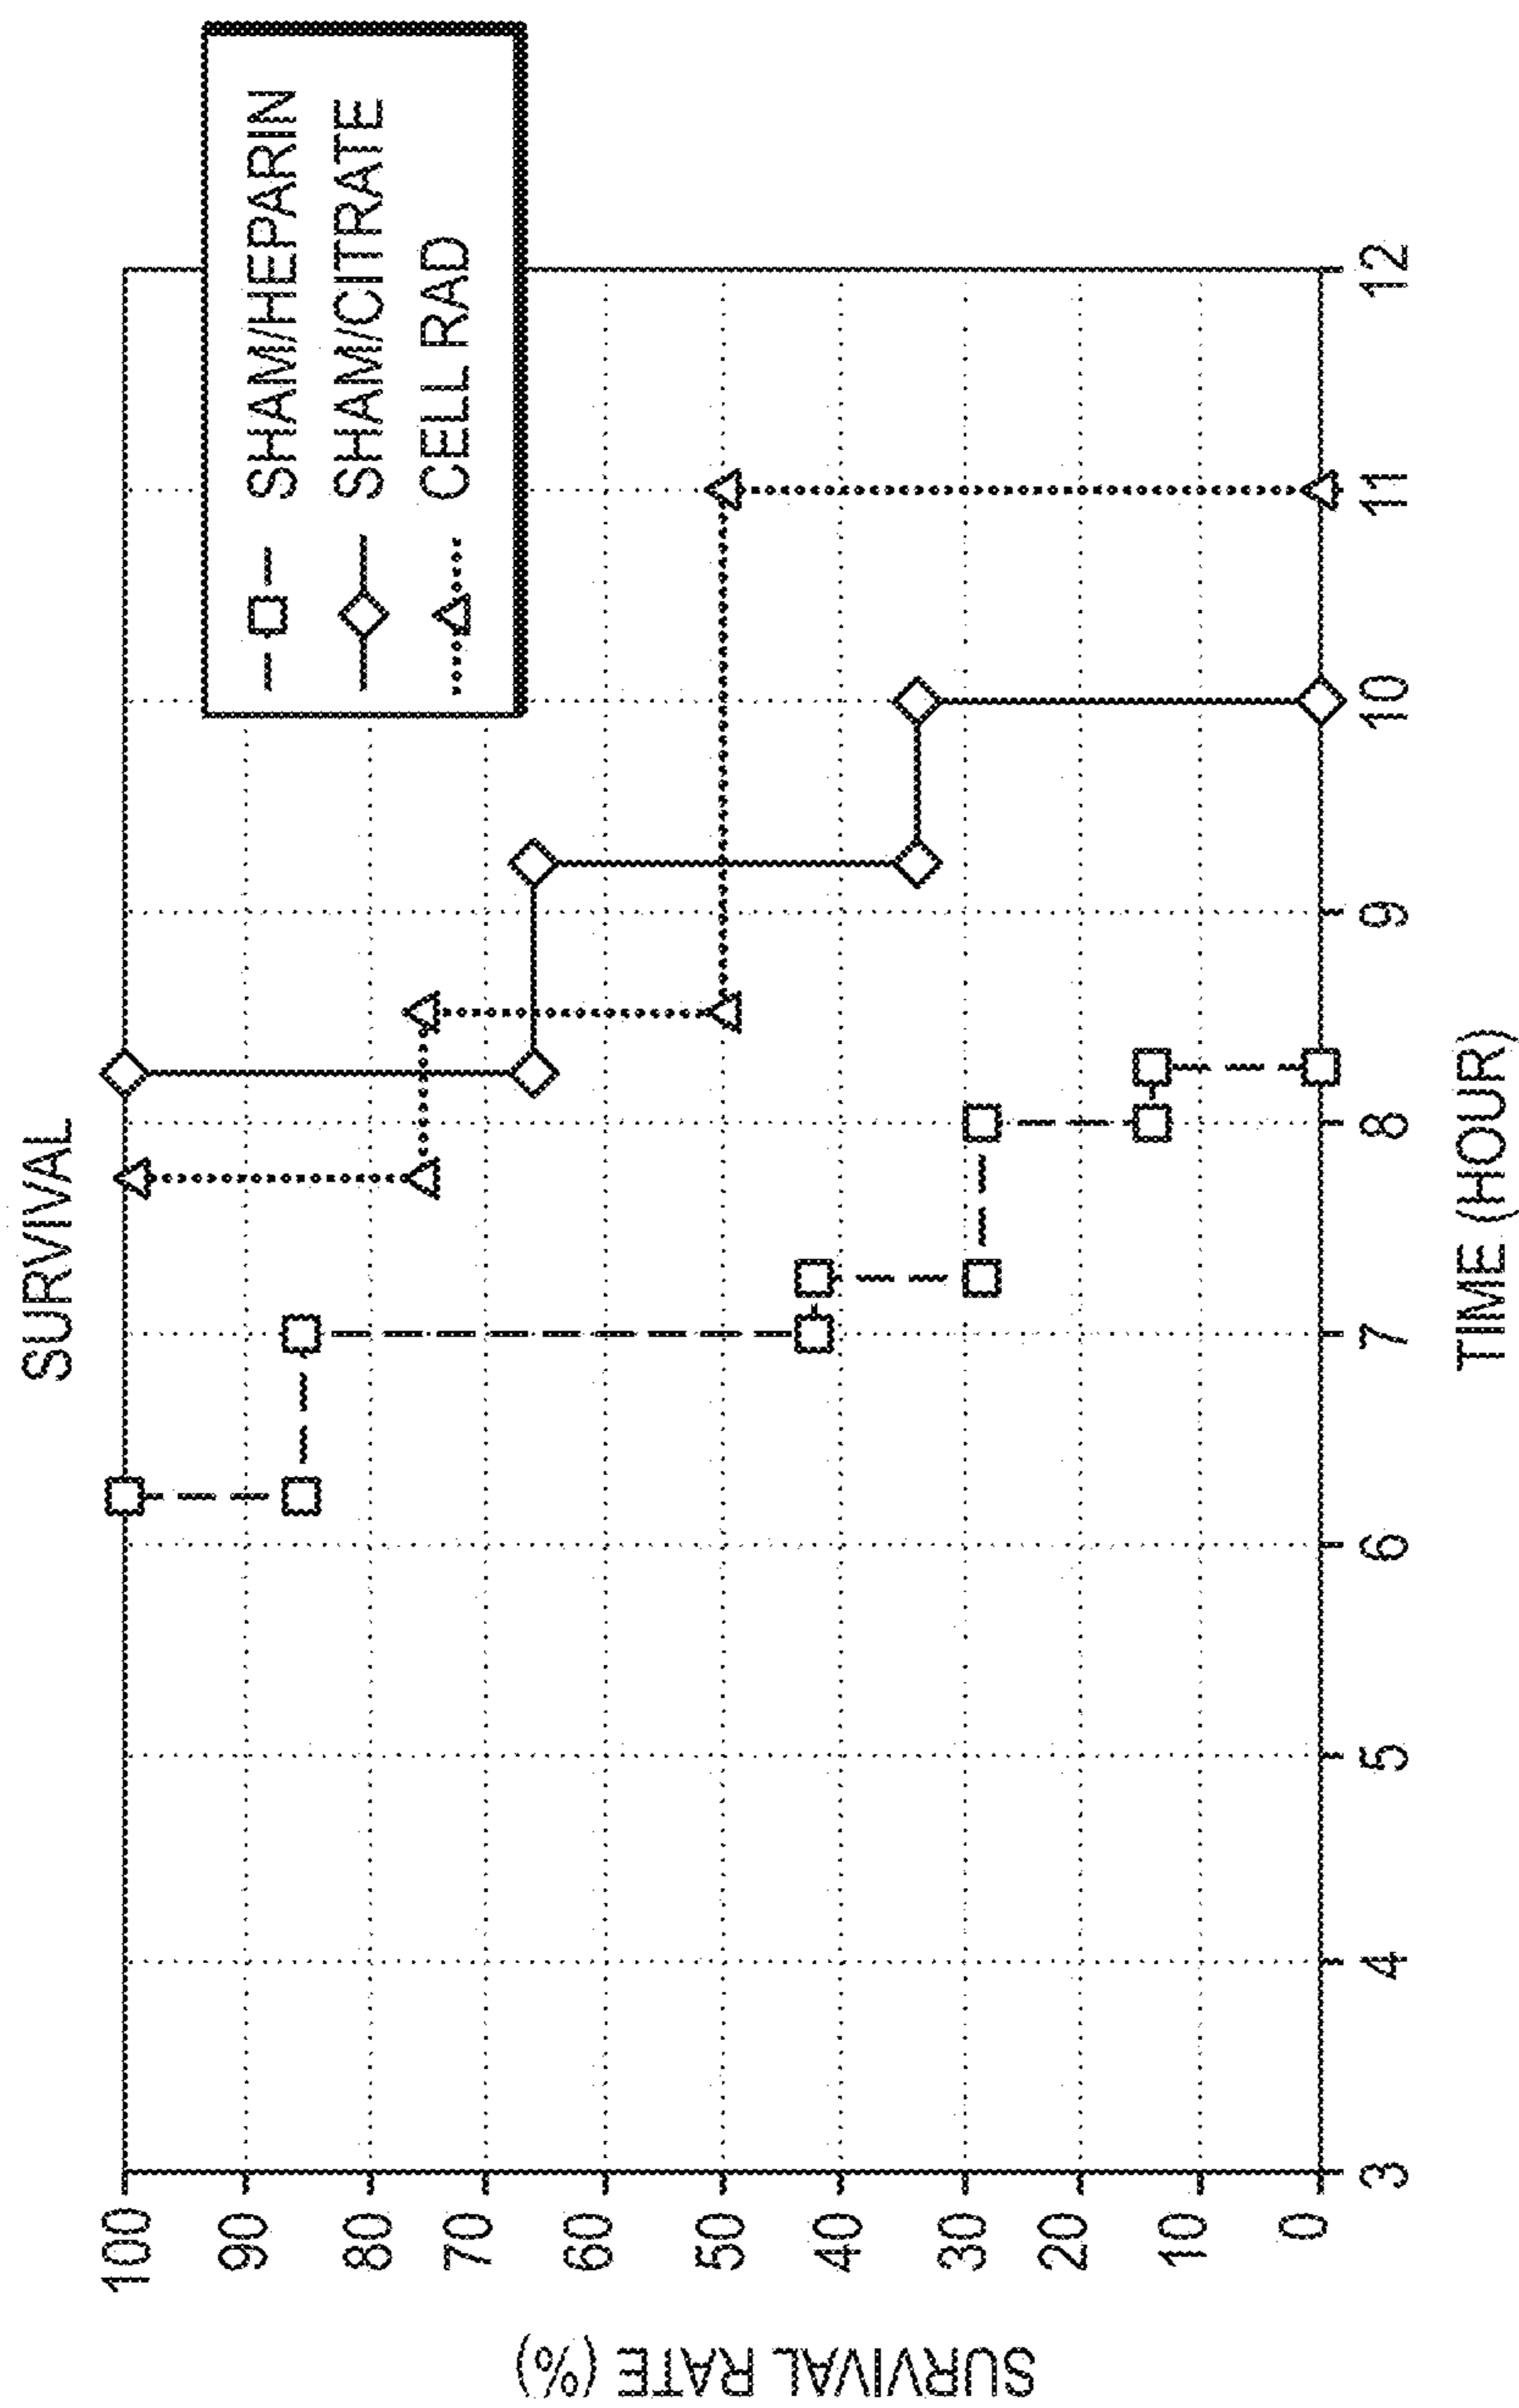 SURVIVAL
SHAM/HEPARIN
SHAM/CITRATE
CELL RAD
SURVIVAL RATE (%)
100
90
80
70
60
50
40
30
20
10
0
3 4 5 6 7 8 9 10 11 12
TIME (HOUR)